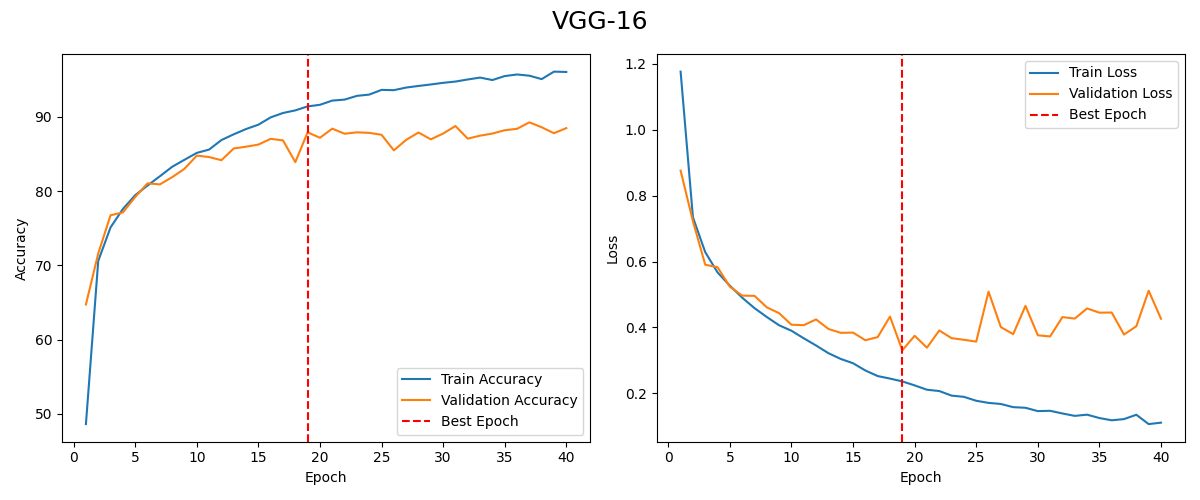 VGG-16
Accuracy
90
80
70
60
50
Train Accuracy
Validation Accuracy
Best Epoch
0 5 10 15 20 25 30 35 40
Epoch
Loss
1.2
1.0
0.8
0.6
0.4
0.2
Train Loss
Validation Loss
Best Epoch
0 5 10 15 20 25 30 35 40
Epoch